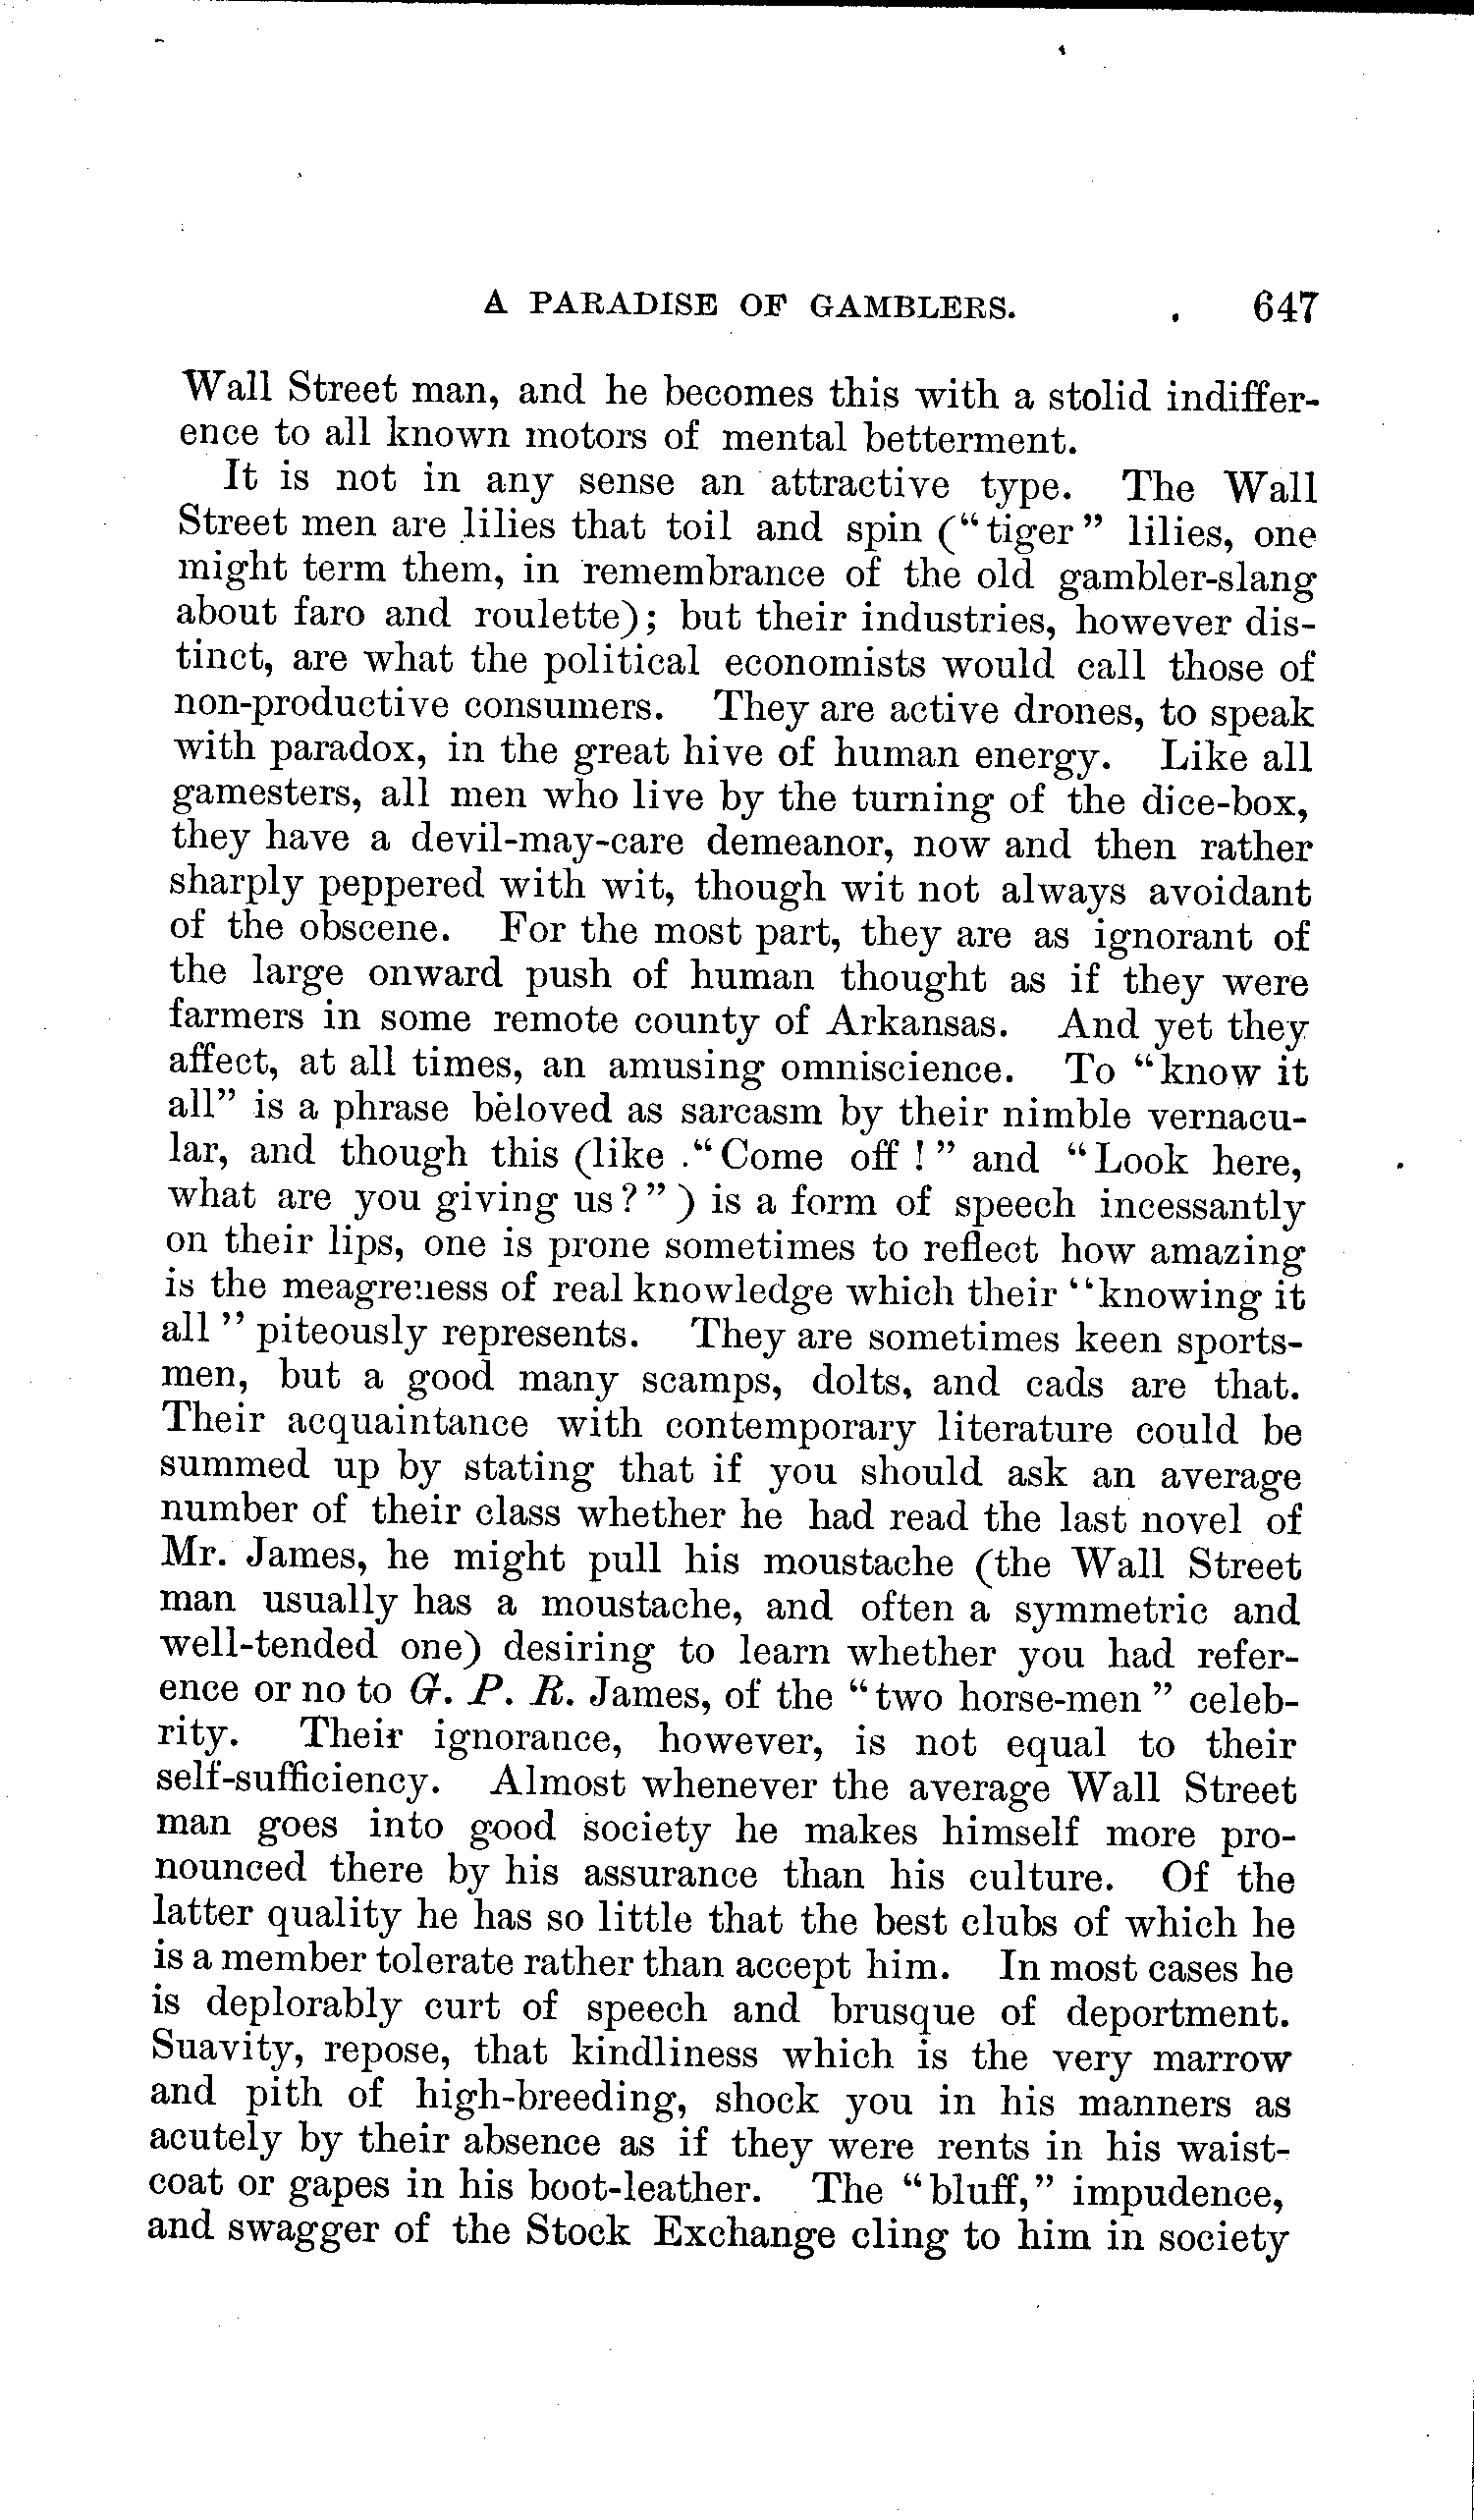 A PARADISE OF GAMBLERS. 647
Wall Street man, and he becomes this with a stolid indiffer-
ence to all known motors of mental betterment.
It is not in any sense an attractive type. The Wall
Street men are lilies that toil and spin ("tiger" lilies, one
might term them, in remembrance of the old gambler-slang
about faro and roulette); but their industries, however dis-
tinct, are what the political economists would call those of
non-productive consumers. They are active drones, to speak
with paradox, in the great hive of human energy. Like all
gamesters, all men who live by the turning of the dice-box,
they have a devil-may-care demeanor, now and then rather
sharply peppered with wit, though wit not always avoidant
of the obscene. For the most part, they are as ignorant of
the large onward push of human thought as if they were
farmers in some remote county of Arkansas. And yet they
affect, at all times, an amusing omniscience. To "know it
all" is a phrase beloved as sarcasm by their nimble vernacu-
lar, and though this (like "Come off!" and "Look here,
what are you giving us?") is a form of speech incessantly
on their lips, one is prone sometimes to reflect how amazing
is the meagreness of real knowledge which their "knowing it
all" piteously represents. They are sometimes keen sports-
men, but a good many scamps, dolts, and cads are that.
Their acquaintance with contemporary literature could be
summed up by stating that if you should ask an average
number of their class whether he had read the last novel of
Mr. James, he might pull his moustache (the Wall Street
man usually has a moustache, and often a symmetric and
well-tended one) desiring to learn whether you had refer-
ence or no to G. P. R. James, of the "two horse-men" celeb-
rity. Their ignorance, however, is not equal to their
self-sufficiency. Almost whenever the average Wall Street
man goes into good society he makes himself more pro-
nounced there by his assurance than his culture. Of the
latter quality he has so little that the best clubs of which he
is a member tolerate rather than accept him. In most cases he
is deplorably curt of speech and brusque of deportment.
Suavity, repose, that kindliness which is the very marrow
and pith of high-breeding, shock you in his manners as
acutely by their absence as if they were rents in his waist-
coat or gapes in his boot-leather. The "bluff," impudence,
and swagger of the Stock Exchange cling to him in society